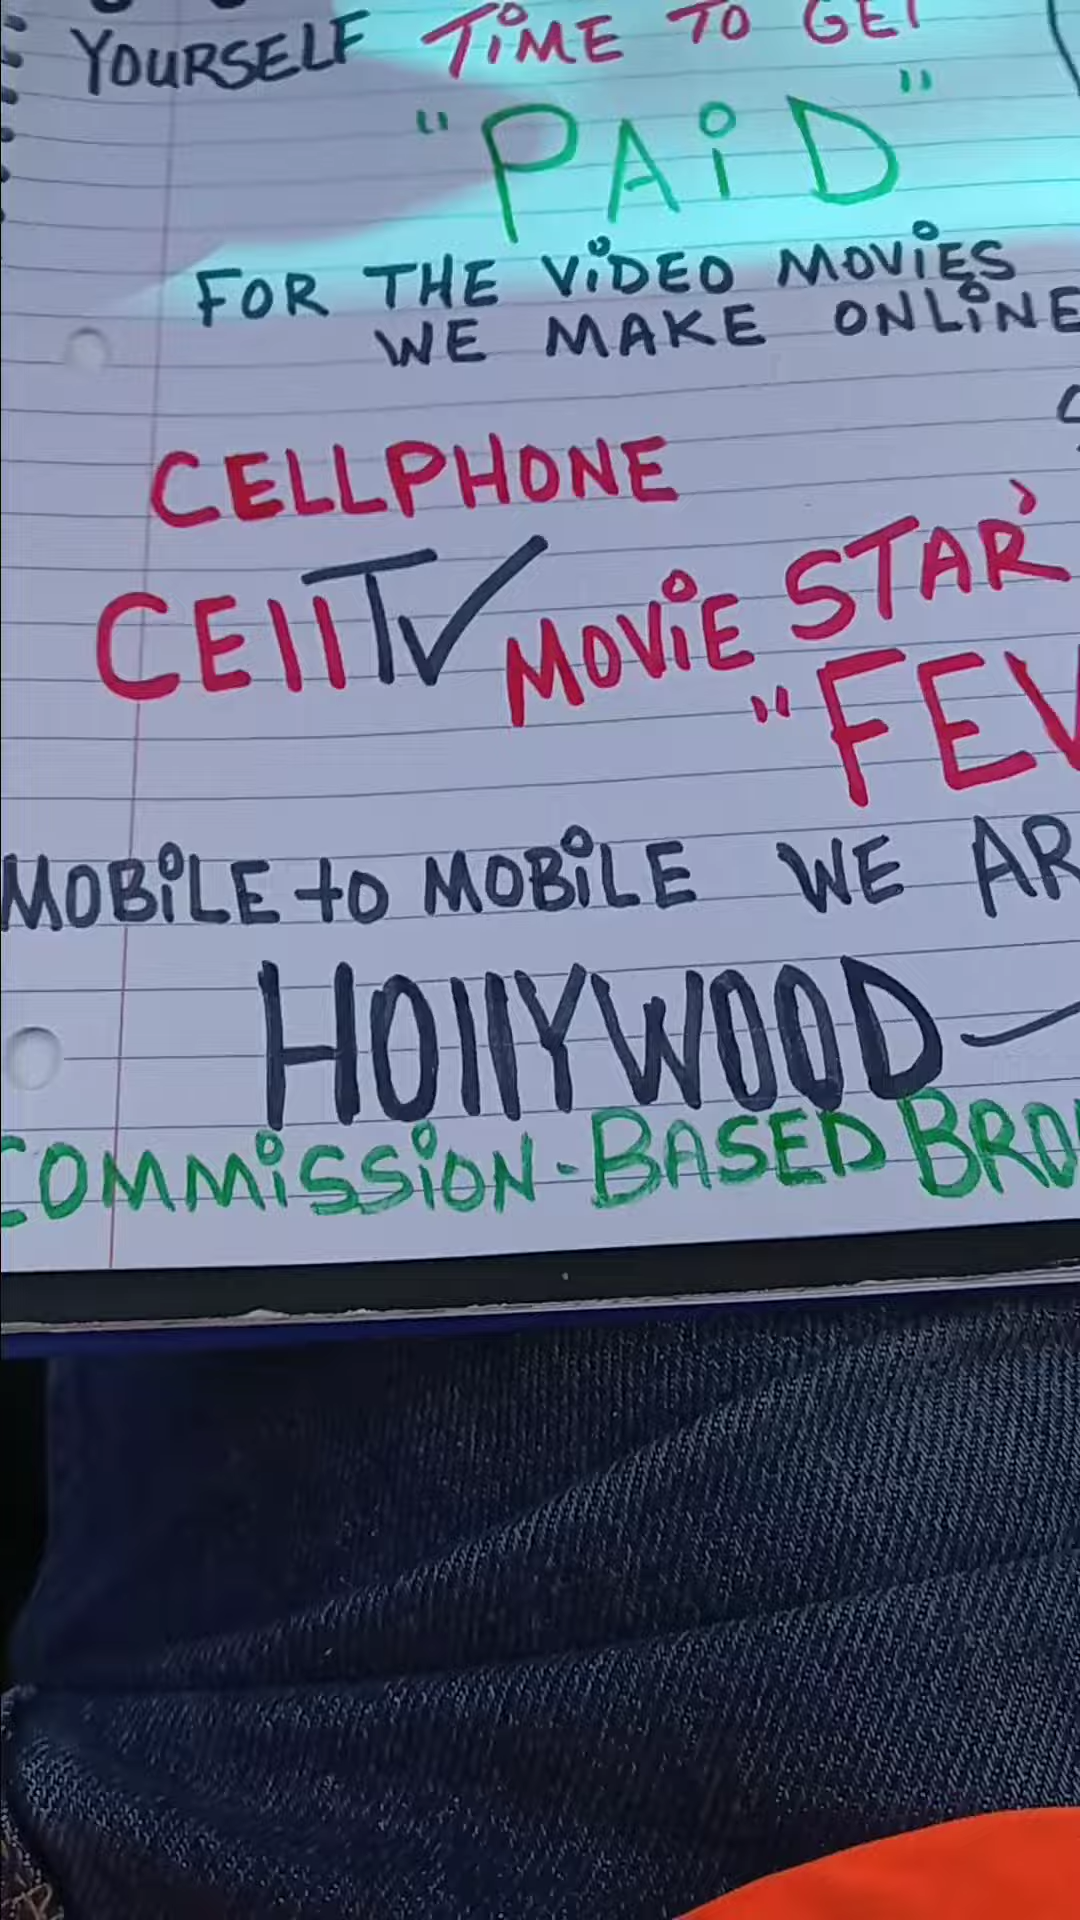 YOURSELF TiME TO GET
"PAiD"
FOR THE ViDEO MOViES
WE MAKE ONLiNE
CELLPHONE
CEllTV MOViE STAR
"FEV
MOBiLE to MOBiLE WE AR
HOllYWOOD
COMMiSSiON-BASED BRO